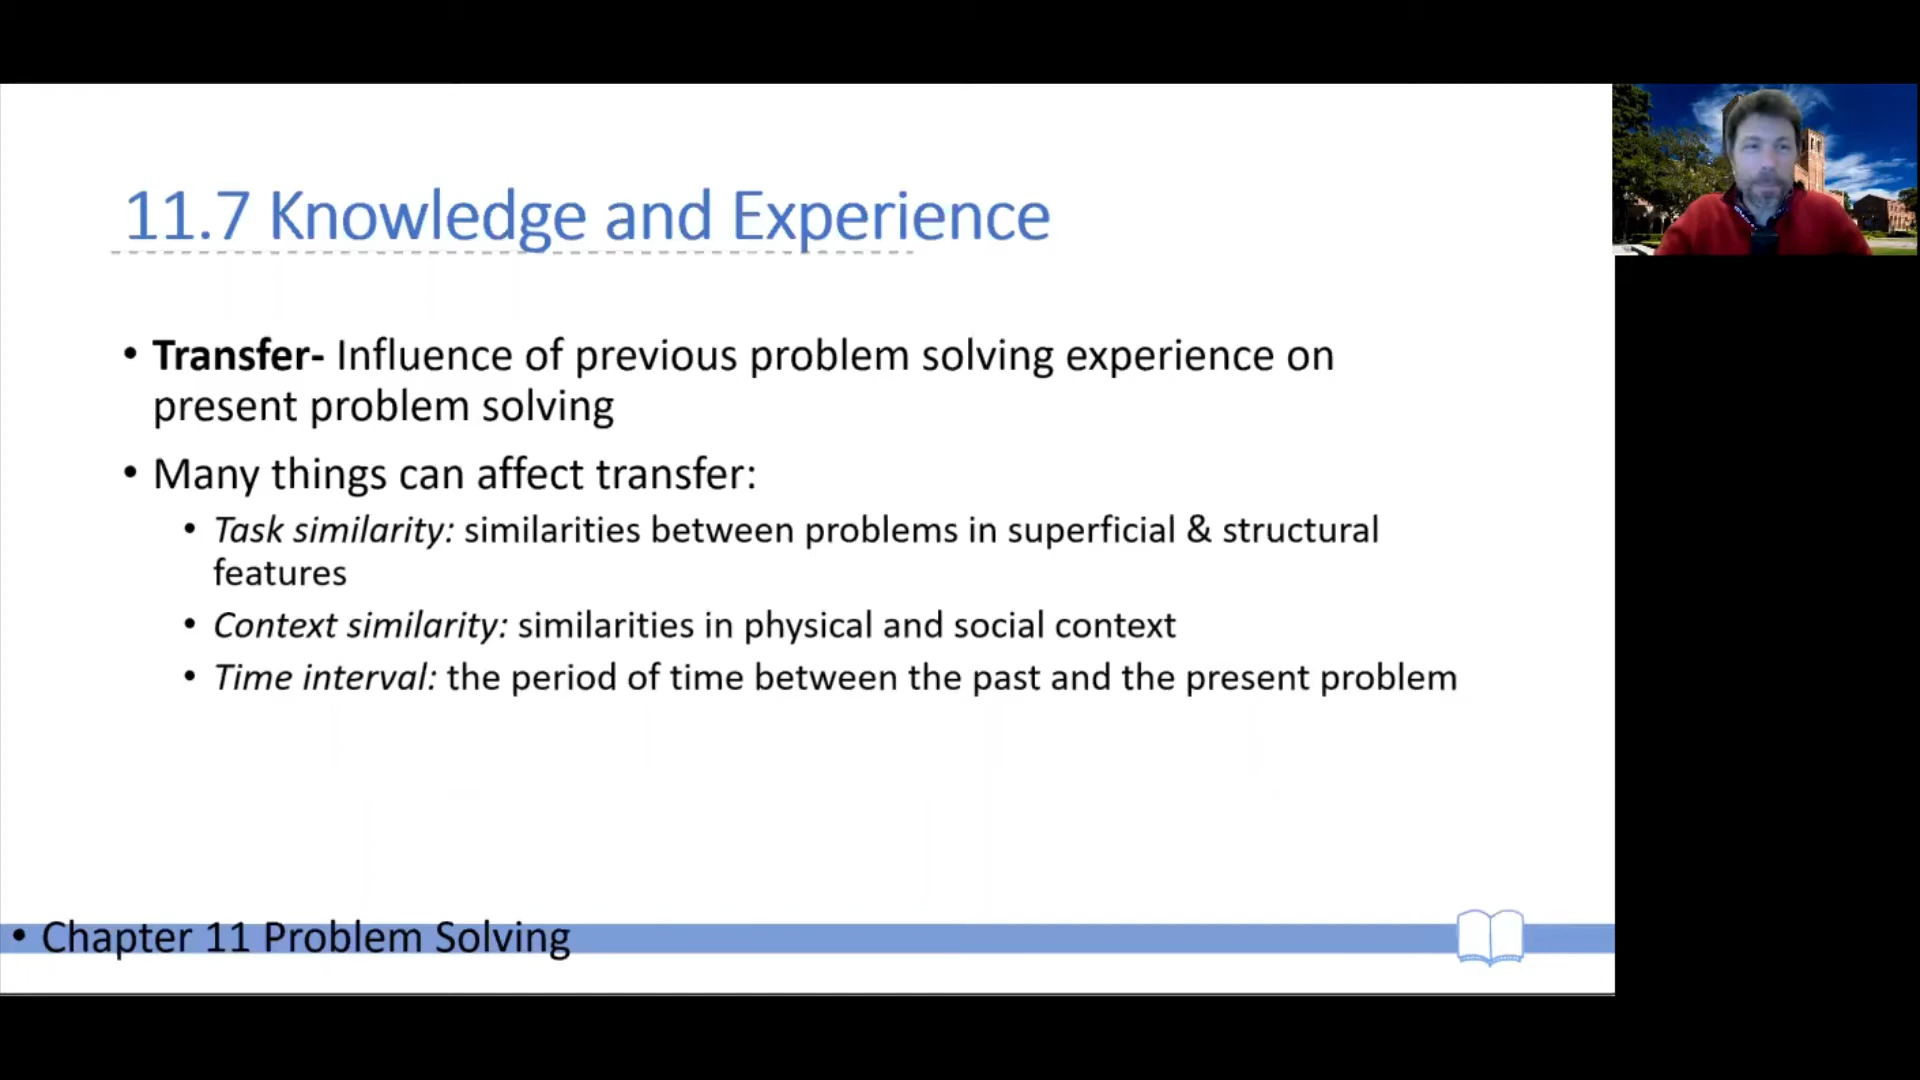 11.7 Knowledge and Experience
• Transfer- Influence of previous problem solving experience on
present problem solving
• Many things can affect transfer:
• Task similarity: similarities between problems in superficial & structural
features
• Context similarity: similarities in physical and social context
• Time interval: the period of time between the past and the present problem
• Chapter 11 Problem Solving